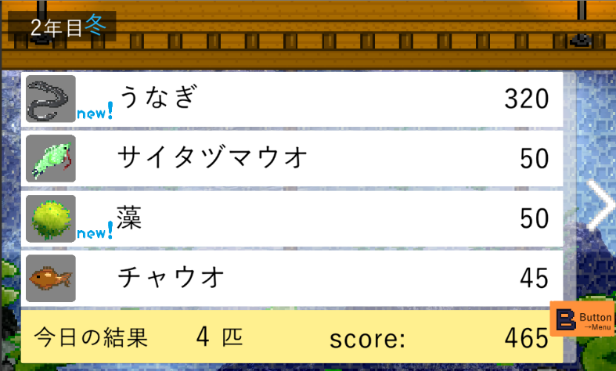 2年目冬
new! うなぎ 320
サイタヅマウオ 50
new! 藻 50
チャウオ 45
今日の結果 4 匹 score: 465
B Button
→Menu